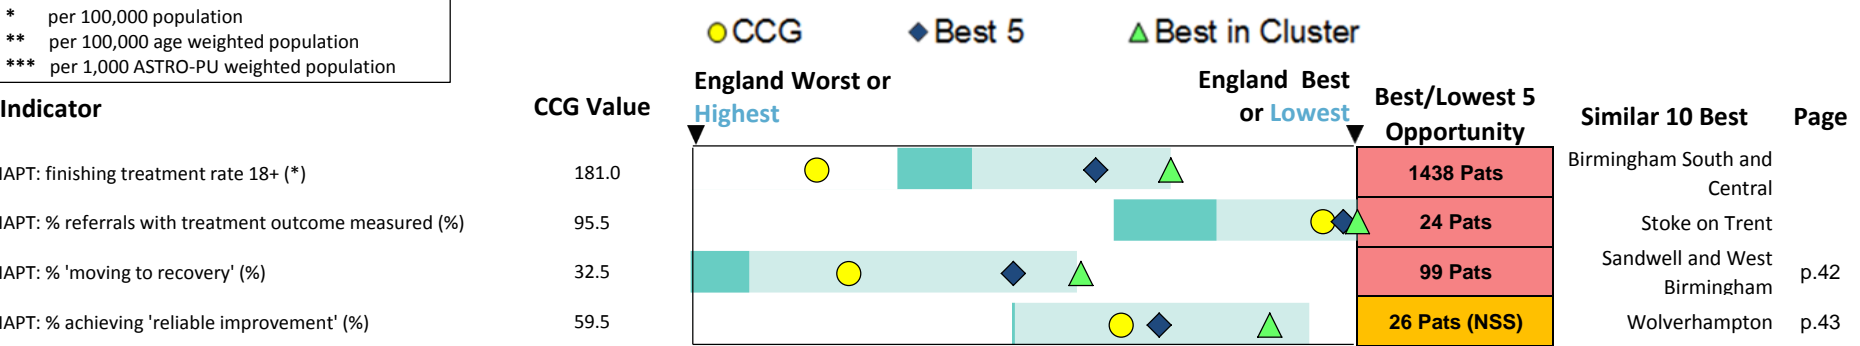 * per 100,000 population
** per 100,000 age weighted population
*** per 1,000 ASTRO-PU weighted population
CCG Best 5 Best in Cluster
Indicator CCG Value England Worst or Highest England Best or Lowest Best/Lowest 5 Opportunity Similar 10 Best Page
IAPT: finishing treatment rate 18+ (*) 181.0 1438 Pats Birmingham South and Central
IAPT: % referrals with treatment outcome measured (%) 95.5 24 Pats Stoke on Trent
IAPT: % 'moving to recovery' (%) 32.5 99 Pats Sandwell and West Birmingham p.42
IAPT: % achieving 'reliable improvement' (%) 59.5 26 Pats (NSS) Wolverhampton p.43